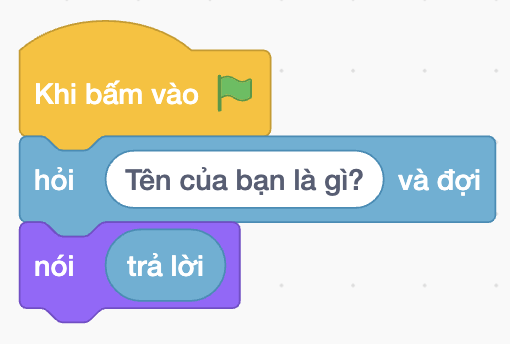 Khi bấm vào
hỏi Tên của bạn là gì? và đợi
nói trả lời